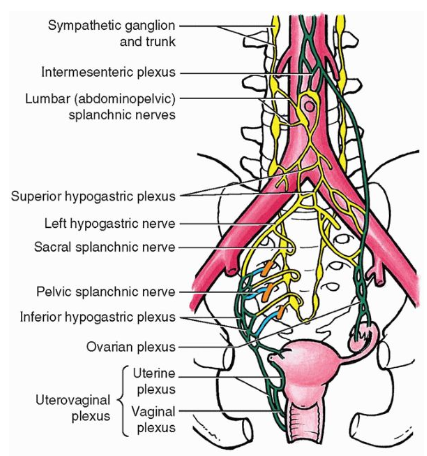 Sympathetic ganglion
and trunk
Intermesenteric plexus
Lumbar (abdominopelvic)
splanchnic nerves
Superior hypogastric plexus
Left hypogastric nerve
Sacral splanchnic nerve
Pelvic splanchnic nerve
Inferior hypogastric plexus
Ovarian plexus
Uterine
plexus
Uterovaginal
plexus
Vaginal
plexus